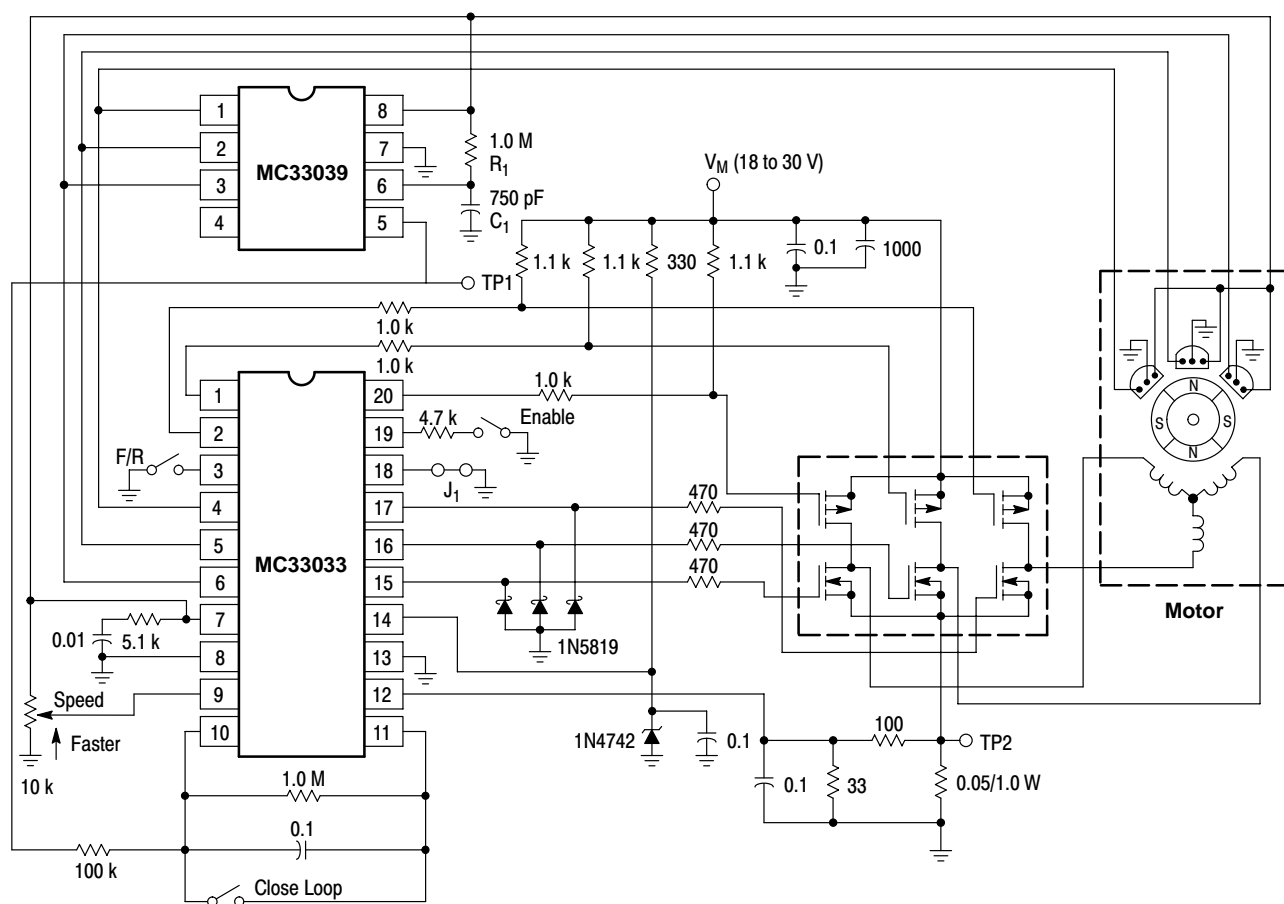 1
2
3
4
MC33039
8
7
6
5
1.0 M
R1
750 pF
C1
VM (18 to 30 V)
1.1 k
1.1 k
330
1.1 k
0.1
1000
TP1
1.0 k
1.0 k
1.0 k
Enable
4.7 k
F/R
J1
1
2
3
4
5
6
7
8
9
10
MC33033
20
19
18
17
16
15
14
13
12
11
470
470
470
1N5819
N
S
S
N
Motor
0.01
5.1 k
Speed
Faster
10 k
1N4742
0.1
100
TP2
0.1
33
0.05/1.0 W
1.0 M
0.1
100 k
Close Loop